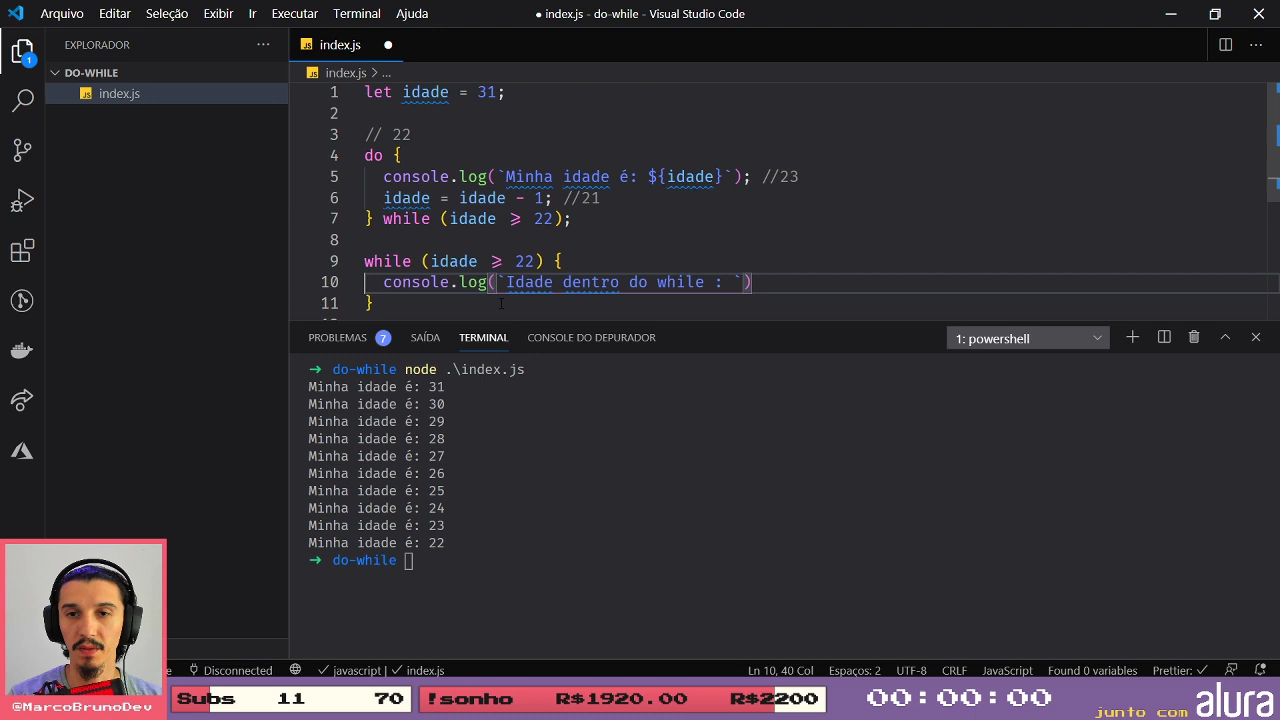 Arquivo Editar Seleção Exibir Ir Executar Terminal Ajuda ● index.js - do-while - Visual Studio Code
EXPLORADOR ···
JS index.js ●
DO-WHILE
JS index.js
JS index.js > ...
1 let idade = 31;
2
3 // 22
4 do {
5 console.log(`Minha idade é: ${idade}`); //23
6 idade = idade - 1; //21
7 } while (idade ⩾ 22);
8
9 while (idade ⩾ 22) {
10 console.log(`Idade dentro do while : `)
11 }
1
PROBLEMAS 7 SAÍDA TERMINAL CONSOLE DO DEPURADOR 1: powershell
➜ do-while node .\index.js
Minha idade é: 31
Minha idade é: 30
Minha idade é: 29
Minha idade é: 28
Minha idade é: 27
Minha idade é: 26
Minha idade é: 25
Minha idade é: 24
Minha idade é: 23
Minha idade é: 22
➜ do-while
Disconnected ✓ javascript | ✓ index.js Ln 10, 40 Col Espaços: 2 UTF-8 CRLF JavaScript Found 0 variables Prettier: ✓
@MarcoBrunoDev
Subs 11 70 !sonho R$1920.00 R$2200 00:00:00
junto com alura